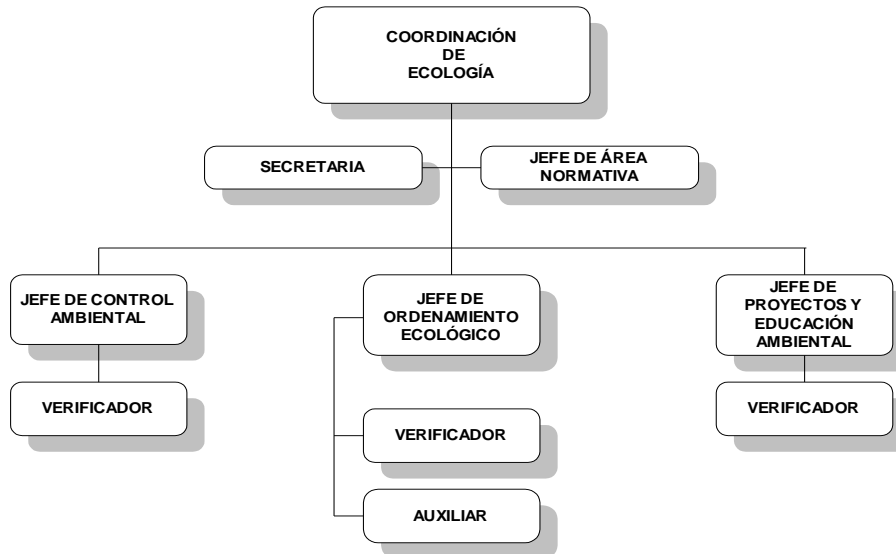 COORDINACIÓN
DE
ECOLOGÍA
SECRETARIA
JEFE DE ÁREA
NORMATIVA
JEFE DE CONTROL
AMBIENTAL
JEFE DE
ORDENAMIENTO
ECOLÓGICO
JEFE DE
PROYECTOS Y
EDUCACIÓN
AMBIENTAL
VERIFICADOR
VERIFICADOR
VERIFICADOR
AUXILIAR